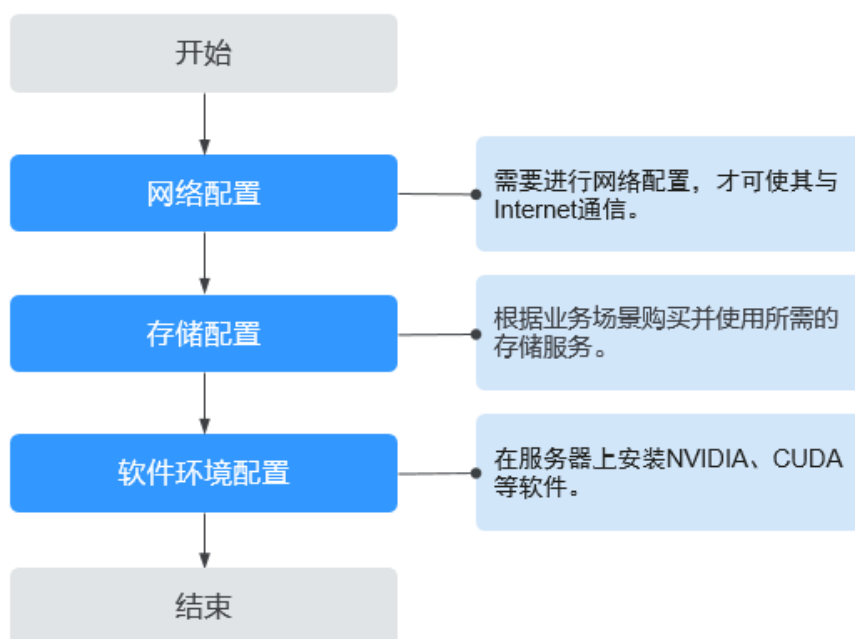 开始
网络配置
需要进行网络配置，才可使其与
Internet通信。
存储配置
根据业务场景购买并使用所需的
存储服务。
软件环境配置
在服务器上安装NVIDIA、CUDA
等软件。
结束